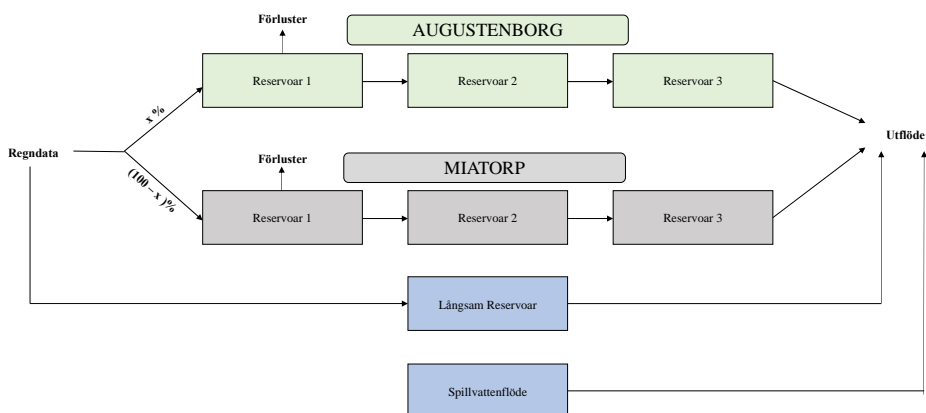 Förluster
AUGUSTENBORG
Reservoar 1
Reservoar 2
Reservoar 3
x %
Regndata
Utflöde
(100 – x )%
Förluster
MIATORP
Reservoar 1
Reservoar 2
Reservoar 3
Långsam Reservoar
Spillvattenflöde